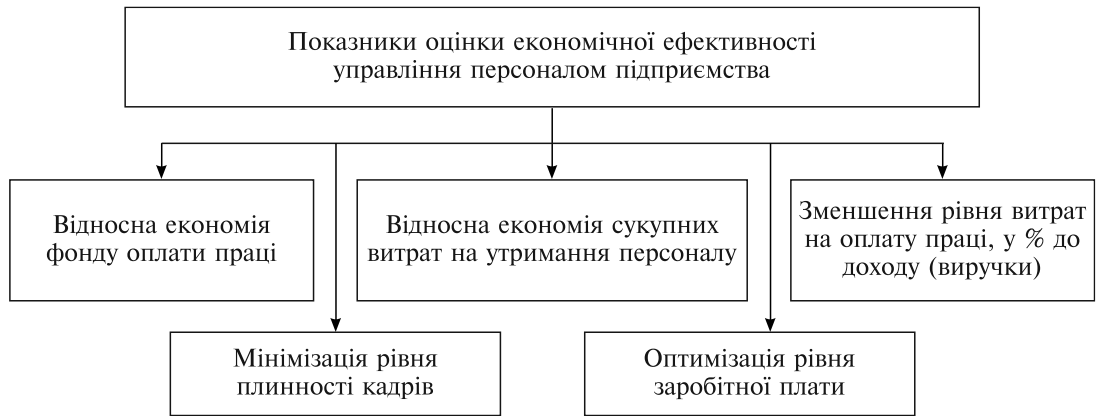 Показники оцінки економічної ефективності
управління персоналом підприємства
Відносна економія
фонду оплати праці
Відносна економія сукупних
витрат на утримання персоналу
Зменшення рівня витрат
на оплату праці, у % до
доходу (виручки)
Мінімізація рівня
плинності кадрів
Оптимізація рівня
заробітної плати